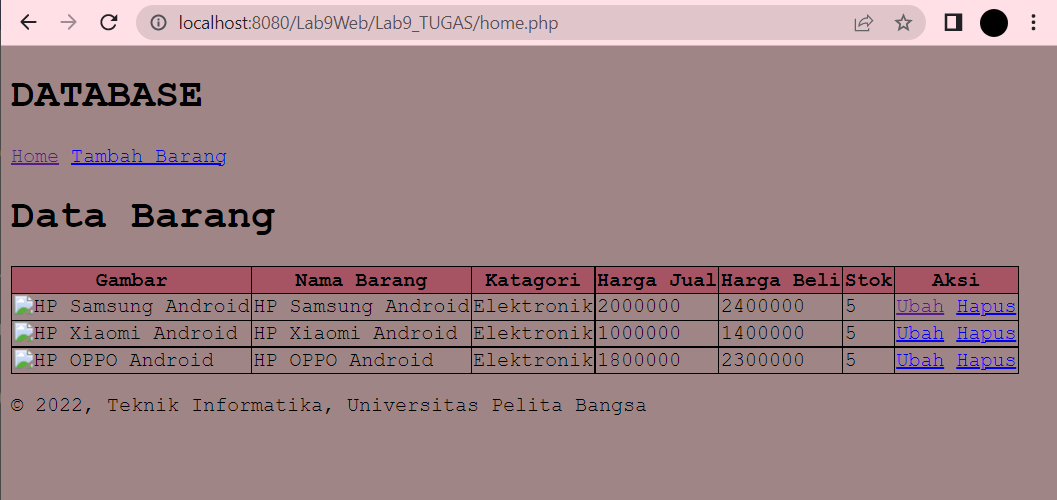 localhost:8080/Lab9Web/Lab9_TUGAS/home.php
DATABASE
Home Tambah Barang
Data Barang
Gambar Nama Barang Katagori Harga Jual Harga Beli Stok Aksi
HP Samsung Android HP Samsung Android Elektronik 2000000 2400000 5 Ubah Hapus
HP Xiaomi Android HP Xiaomi Android Elektronik 1000000 1400000 5 Ubah Hapus
HP OPPO Android HP OPPO Android Elektronik 1800000 2300000 5 Ubah Hapus
© 2022, Teknik Informatika, Universitas Pelita Bangsa